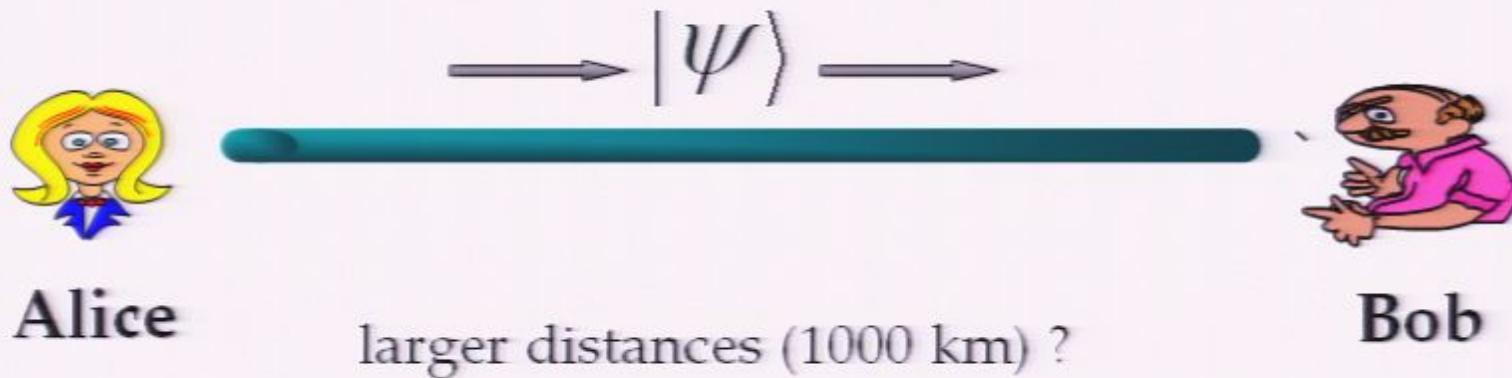 |ψ⟩
Alice
larger distances (1000 km) ?
Bob